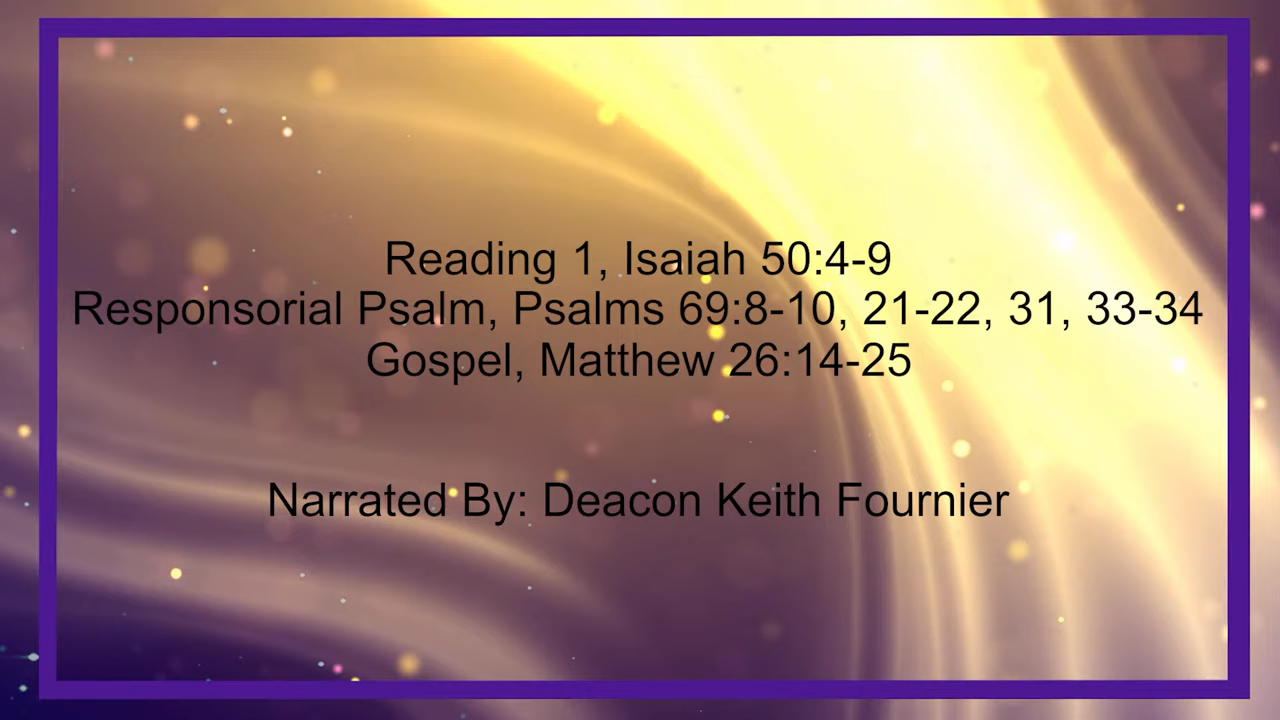 Reading 1, Isaiah 50:4-9
Responsorial Psalm, Psalms 69:8-10, 21-22, 31, 33-34
Gospel, Matthew 26:14-25
Narrated By: Deacon Keith Fournier